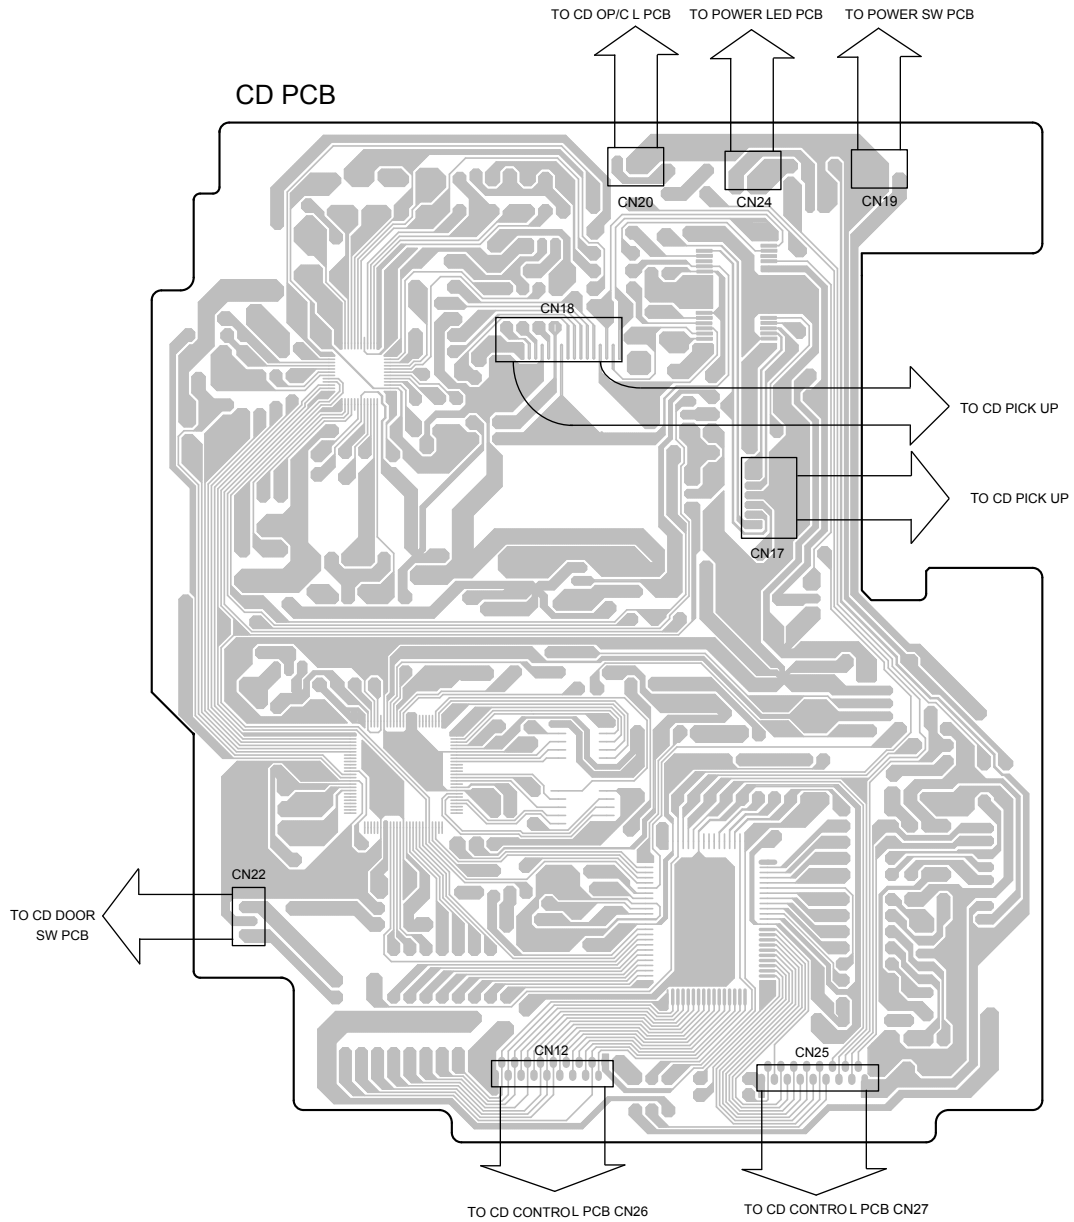 TO CD OP/C L PCB
TO POWER LED PCB
TO POWER SW PCB
CD PCB
CN20
CN24
CN19
CN18
TO CD PICK UP
TO CD PICK UP
CN17
CN22
TO CD DOOR
SW PCB
CN12
CN25
TO CD CONTROL PCB CN26
TO CD CONTROL PCB CN27